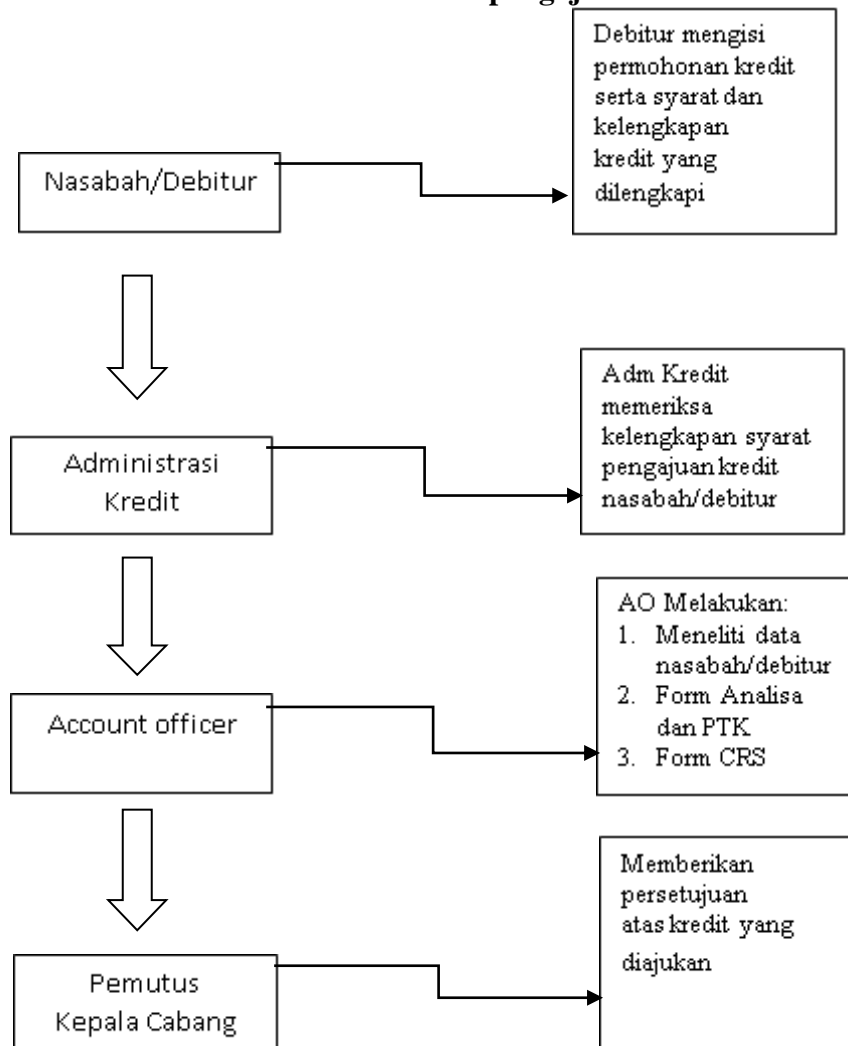 Debitur mengisi
permohonan kredit
serta syarat dan
kelengkapan
kredit yang
dilengkapi
Nasabah/Debitur
Adm Kredit
memeriksa
kelengkapan syarat
pengajuan kredit
nasabah/debitur
Administrasi
Kredit
AO Melakukan:
1. Meneliti data
nasabah/debitur
2. Form Analisa
dan PTK
3. Form CRS
Account officer
Memberikan
persetujuan
atas kredit yang
diajukan
Pemutus
Kepala Cabang